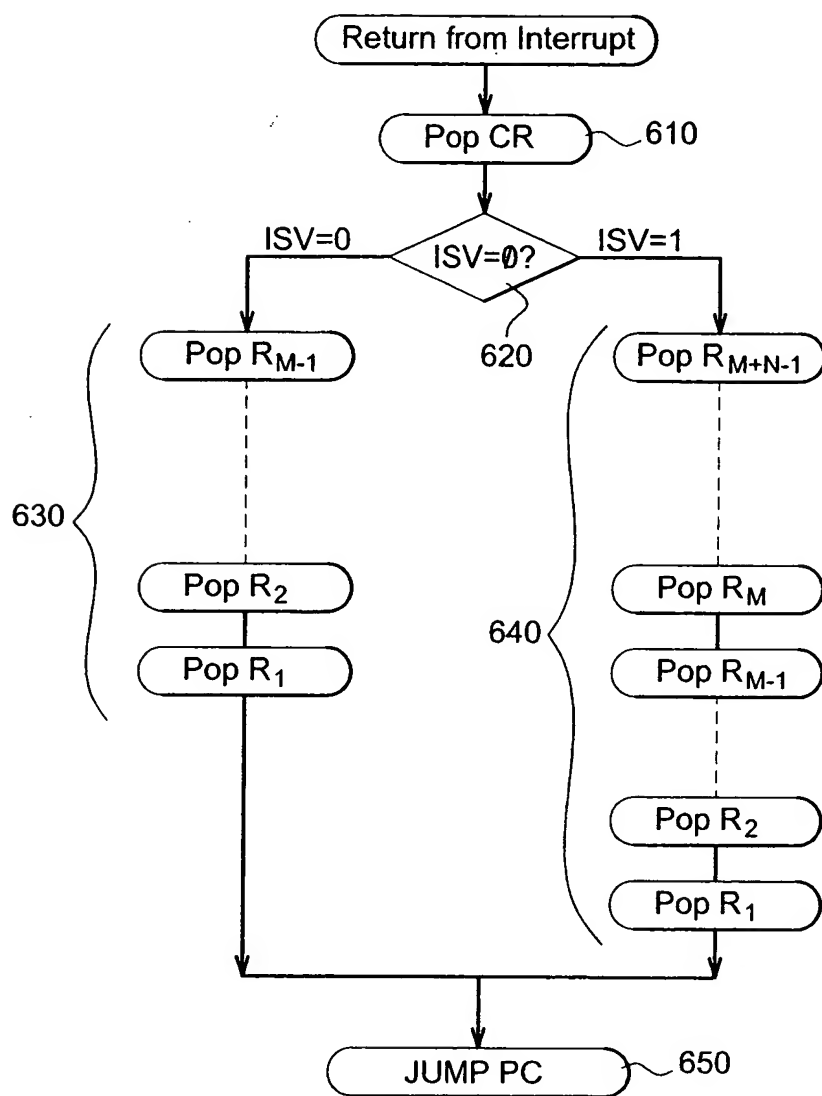 Return from Interrupt
Pop CR
610
ISV=0
ISV=0?
ISV=1
620
Pop R_{M-1}
Pop R_{M+N-1}
630
Pop R_2
Pop R_M
640
Pop R_1
Pop R_{M-1}
Pop R_2
Pop R_1
JUMP PC
650